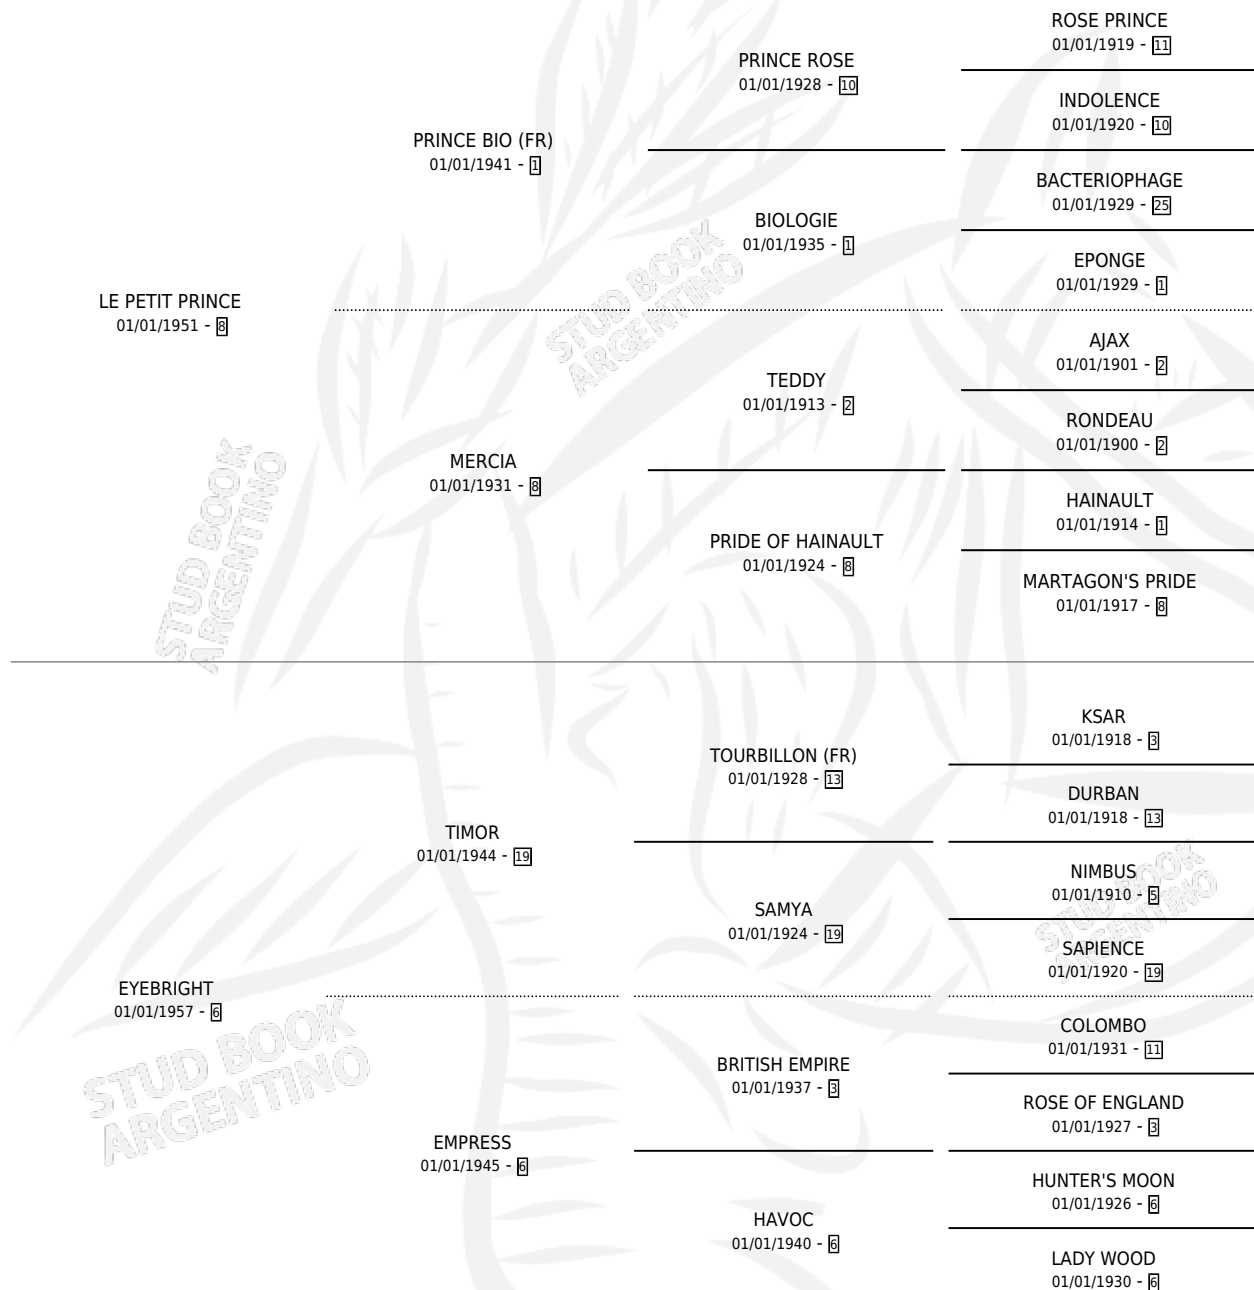 ROSE PRINCE
01/01/1919 - 11
PRINCE ROSE
01/01/1928 - 10
INDOLENCE
01/01/1920 - 10
PRINCE BIO (FR)
01/01/1941 - 1
BACTERIOPHAGE
01/01/1929 - 25
BIOLOGIE
01/01/1935 - 1
EPONGE
01/01/1929 - 1
LE PETIT PRINCE
01/01/1951 - 8
STUD BOOK
ARGENTINO
AJAX
01/01/1901 - 2
TEDDY
01/01/1913 - 2
RONDEAU
01/01/1900 - 2
MERCIA
01/01/1931 - 8
HAINAULT
01/01/1914 - 1
PRIDE OF HAINAULT
01/01/1924 - 8
MARTAGON'S PRIDE
01/01/1917 - 8
STUD BOOK
ARGENTINO
KSAR
01/01/1918 - 3
TOURBILLON (FR)
01/01/1928 - 13
DURBAN
01/01/1918 - 13
TIMOR
01/01/1944 - 19
NIMBUS
01/01/1910 - 5
SAMYA
01/01/1924 - 19
STUD BOOK
ARGENTINO
SAPIENCE
01/01/1920 - 19
EYEBRIGHT
01/01/1957 - 6
STUD BOOK
ARGENTINO
COLOMBO
01/01/1931 - 11
BRITISH EMPIRE
01/01/1937 - 3
ROSE OF ENGLAND
01/01/1927 - 3
EMPRESS
01/01/1945 - 6
HUNTER'S MOON
01/01/1926 - 6
HAVOC
01/01/1940 - 6
LADY WOOD
01/01/1930 - 6